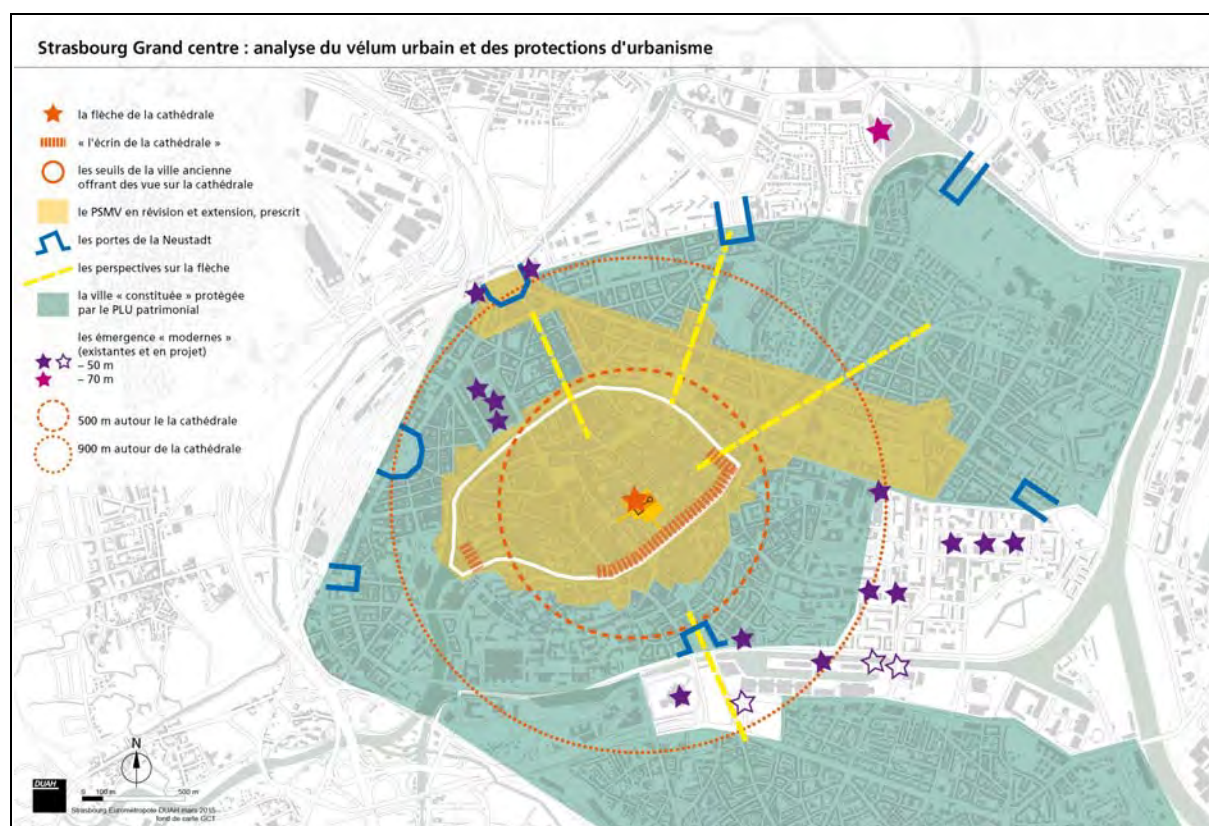 Strasbourg Grand centre : analyse du vélum urbain et des protections d'urbanisme
la flèche de la cathédrale
« l'écrin de la cathédrale »
les seuils de la ville ancienne
offrant des vue sur la cathédrale
le PSMV en révision et extension, prescrit
les portes de la Neustadt
les perspectives sur la flèche
la ville « constituée » protégée
par le PLU patrimonial
les émergence « modernes »
(existantes et en projet)
– 50 m
– 70 m
500 m autour le la cathédrale
900 m autour de la cathédrale
N
DUAH
0 100 m 500 m
Strasbourg Eurométropole DUAH mars 2015
fond de carte GCT